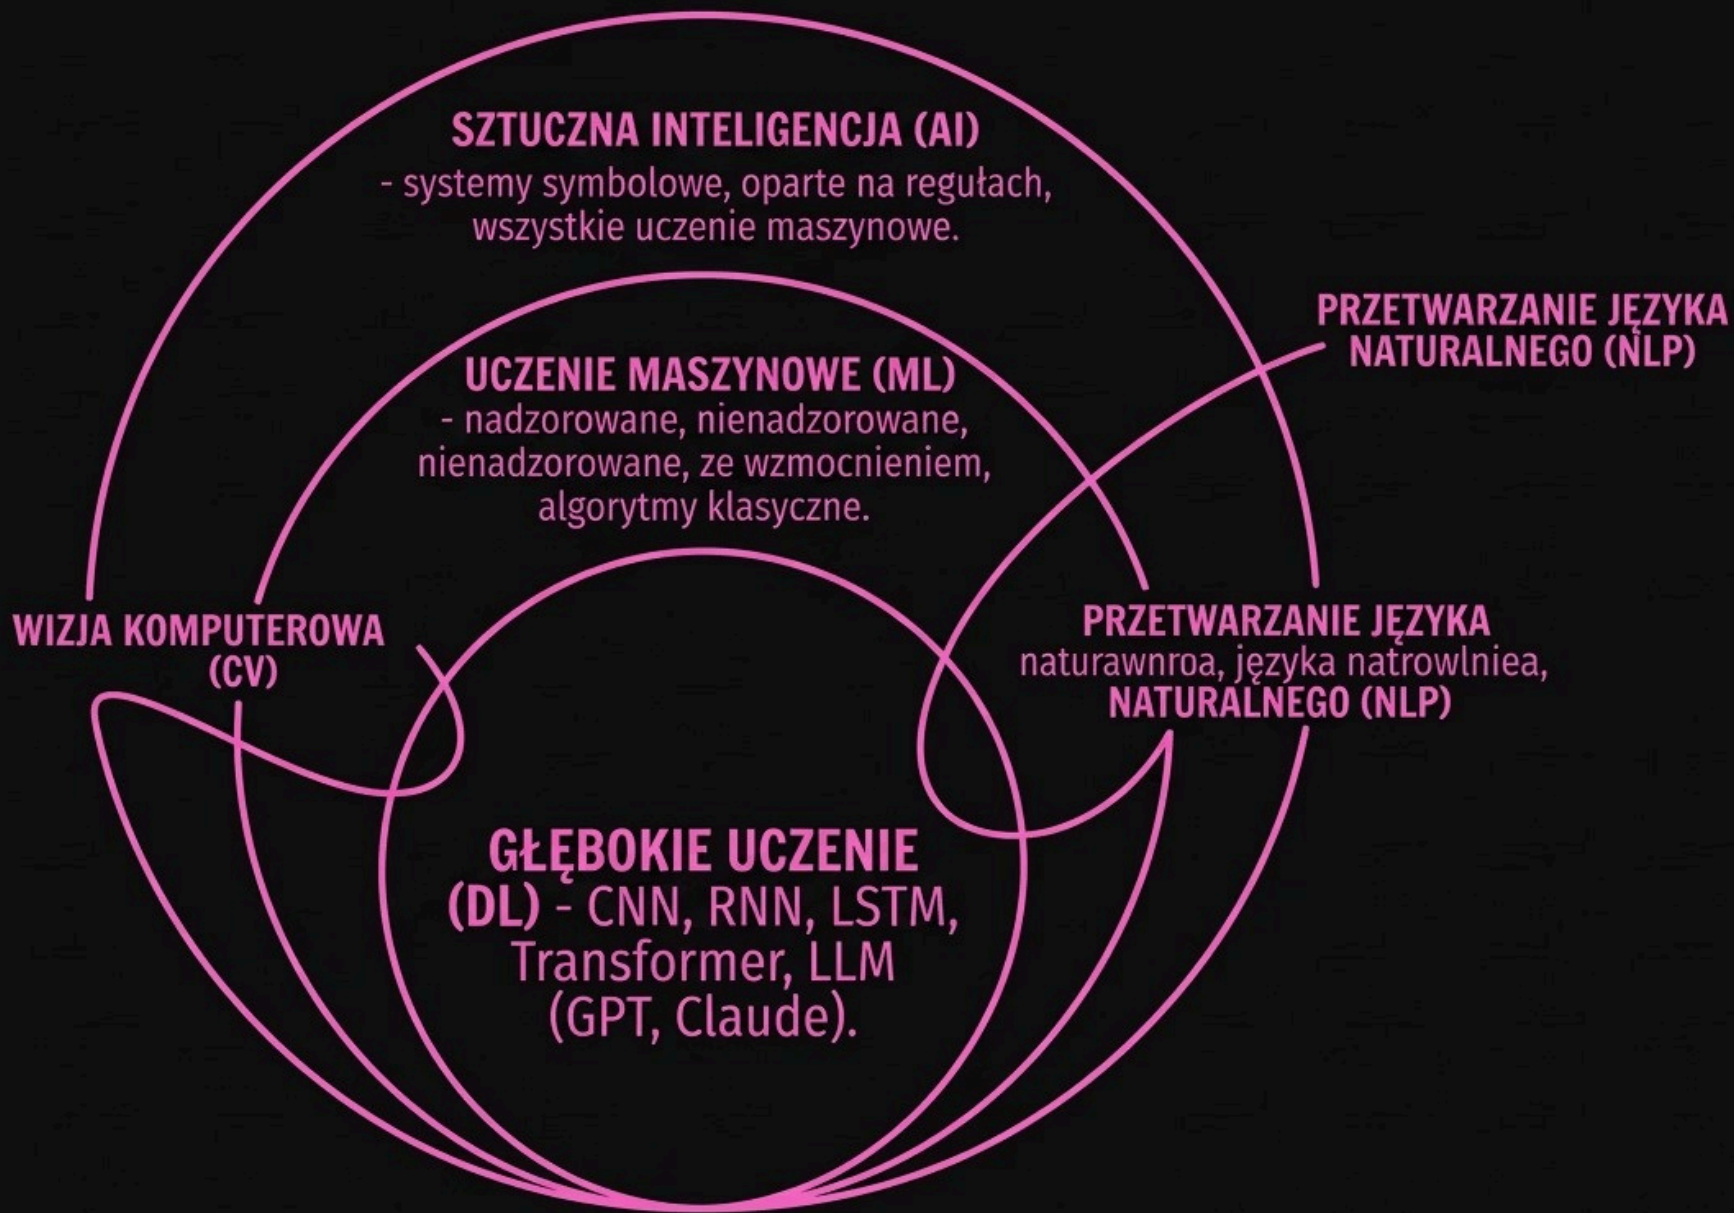 SZTUCZNA INTELIGENCJA (AI)
- systemy symbolowe, oparte na regułach,
wszystkie uczenie maszynowe.
UCZENIE MASZYNOWE (ML)
- nadzorowane, nienadzorowane,
nienadzorowane, ze wzmocnieniem,
algorytmy klasyczne.
PRZETWARZANIE JĘZYKA
NATURALNEGO (NLP)
WIZJA KOMPUTEROWA
(CV)
PRZETWARZANIE JĘZYKA
naturawnroa, języka natrowlniea,
NATURALNEGO (NLP)
GŁĘBOKIE UCZENIE
(DL) - CNN, RNN, LSTM,
Transformer, LLM
(GPT, Claude).